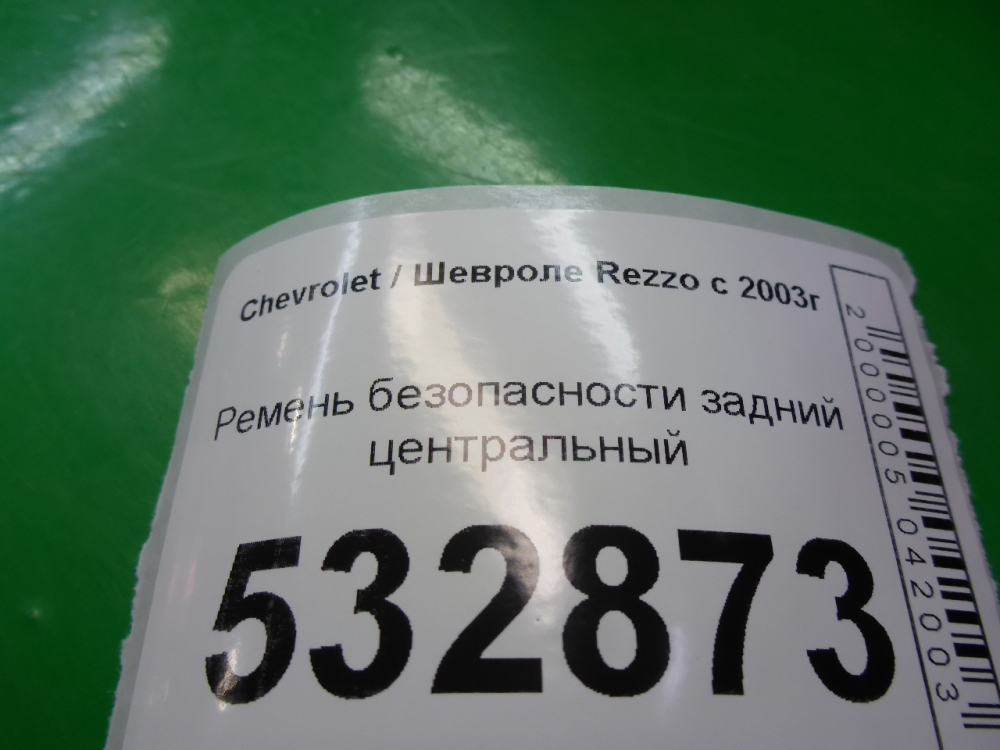 Chevrolet / Шевроле Rezzo с 2003г
Ремень безопасности задний
центральный
532873
2000005042003